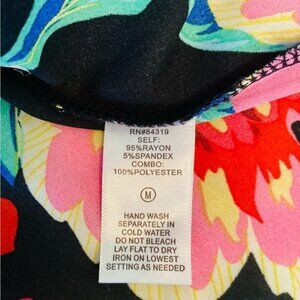 RN#84319
SELF:
95%RAYON
5%SPANDEX
COMBO:
100%POLYESTER
M
HAND WASH
SEPARATELY IN
COLD WATER
DO NOT BLEACH
LAY FLAT TO DRY
IRON ON LOWEST
SETTING AS NEEDED